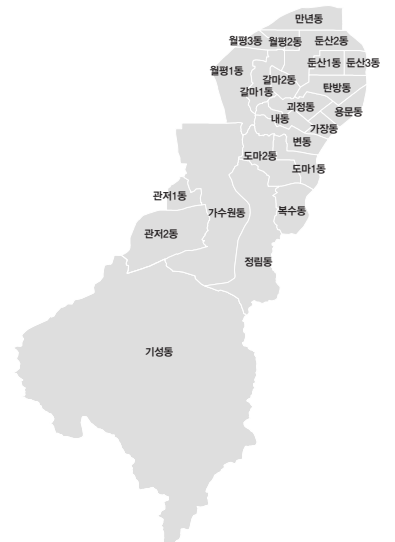 만년동
월평3동
월평2동
둔산2동
월평1동
둔산1동
둔산3동
갈마2동
갈마1동
탄방동
괴정동
용문동
내동
가장동
변동
도마2동
도마1동
관저1동
가수원동
복수동
관저2동
정림동
기성동